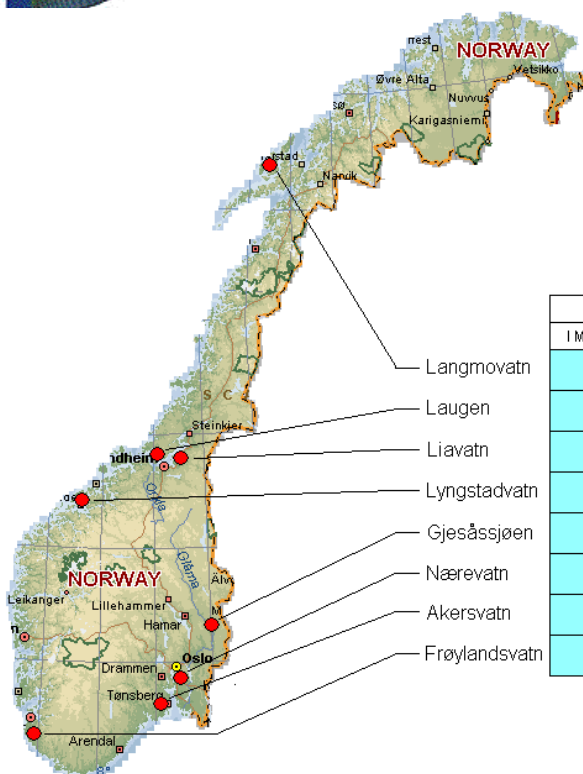 NORWAY
Vetsikko
Øvre Alta
Nuvvus
Karigasniemi
Narvik
I M
Langmovatn
S C
Laugen
Steinkjer
Liavatn
Lyngstadvatn
Orkla
Gjesåssjøen
Glåma
NORWAY
Leikanger
Lillehammer
Nærevatn
Hamar
M
Akersvatn
Oslo
Drammen
Frøylandsvatn
Tønsberg
Arendal
8°